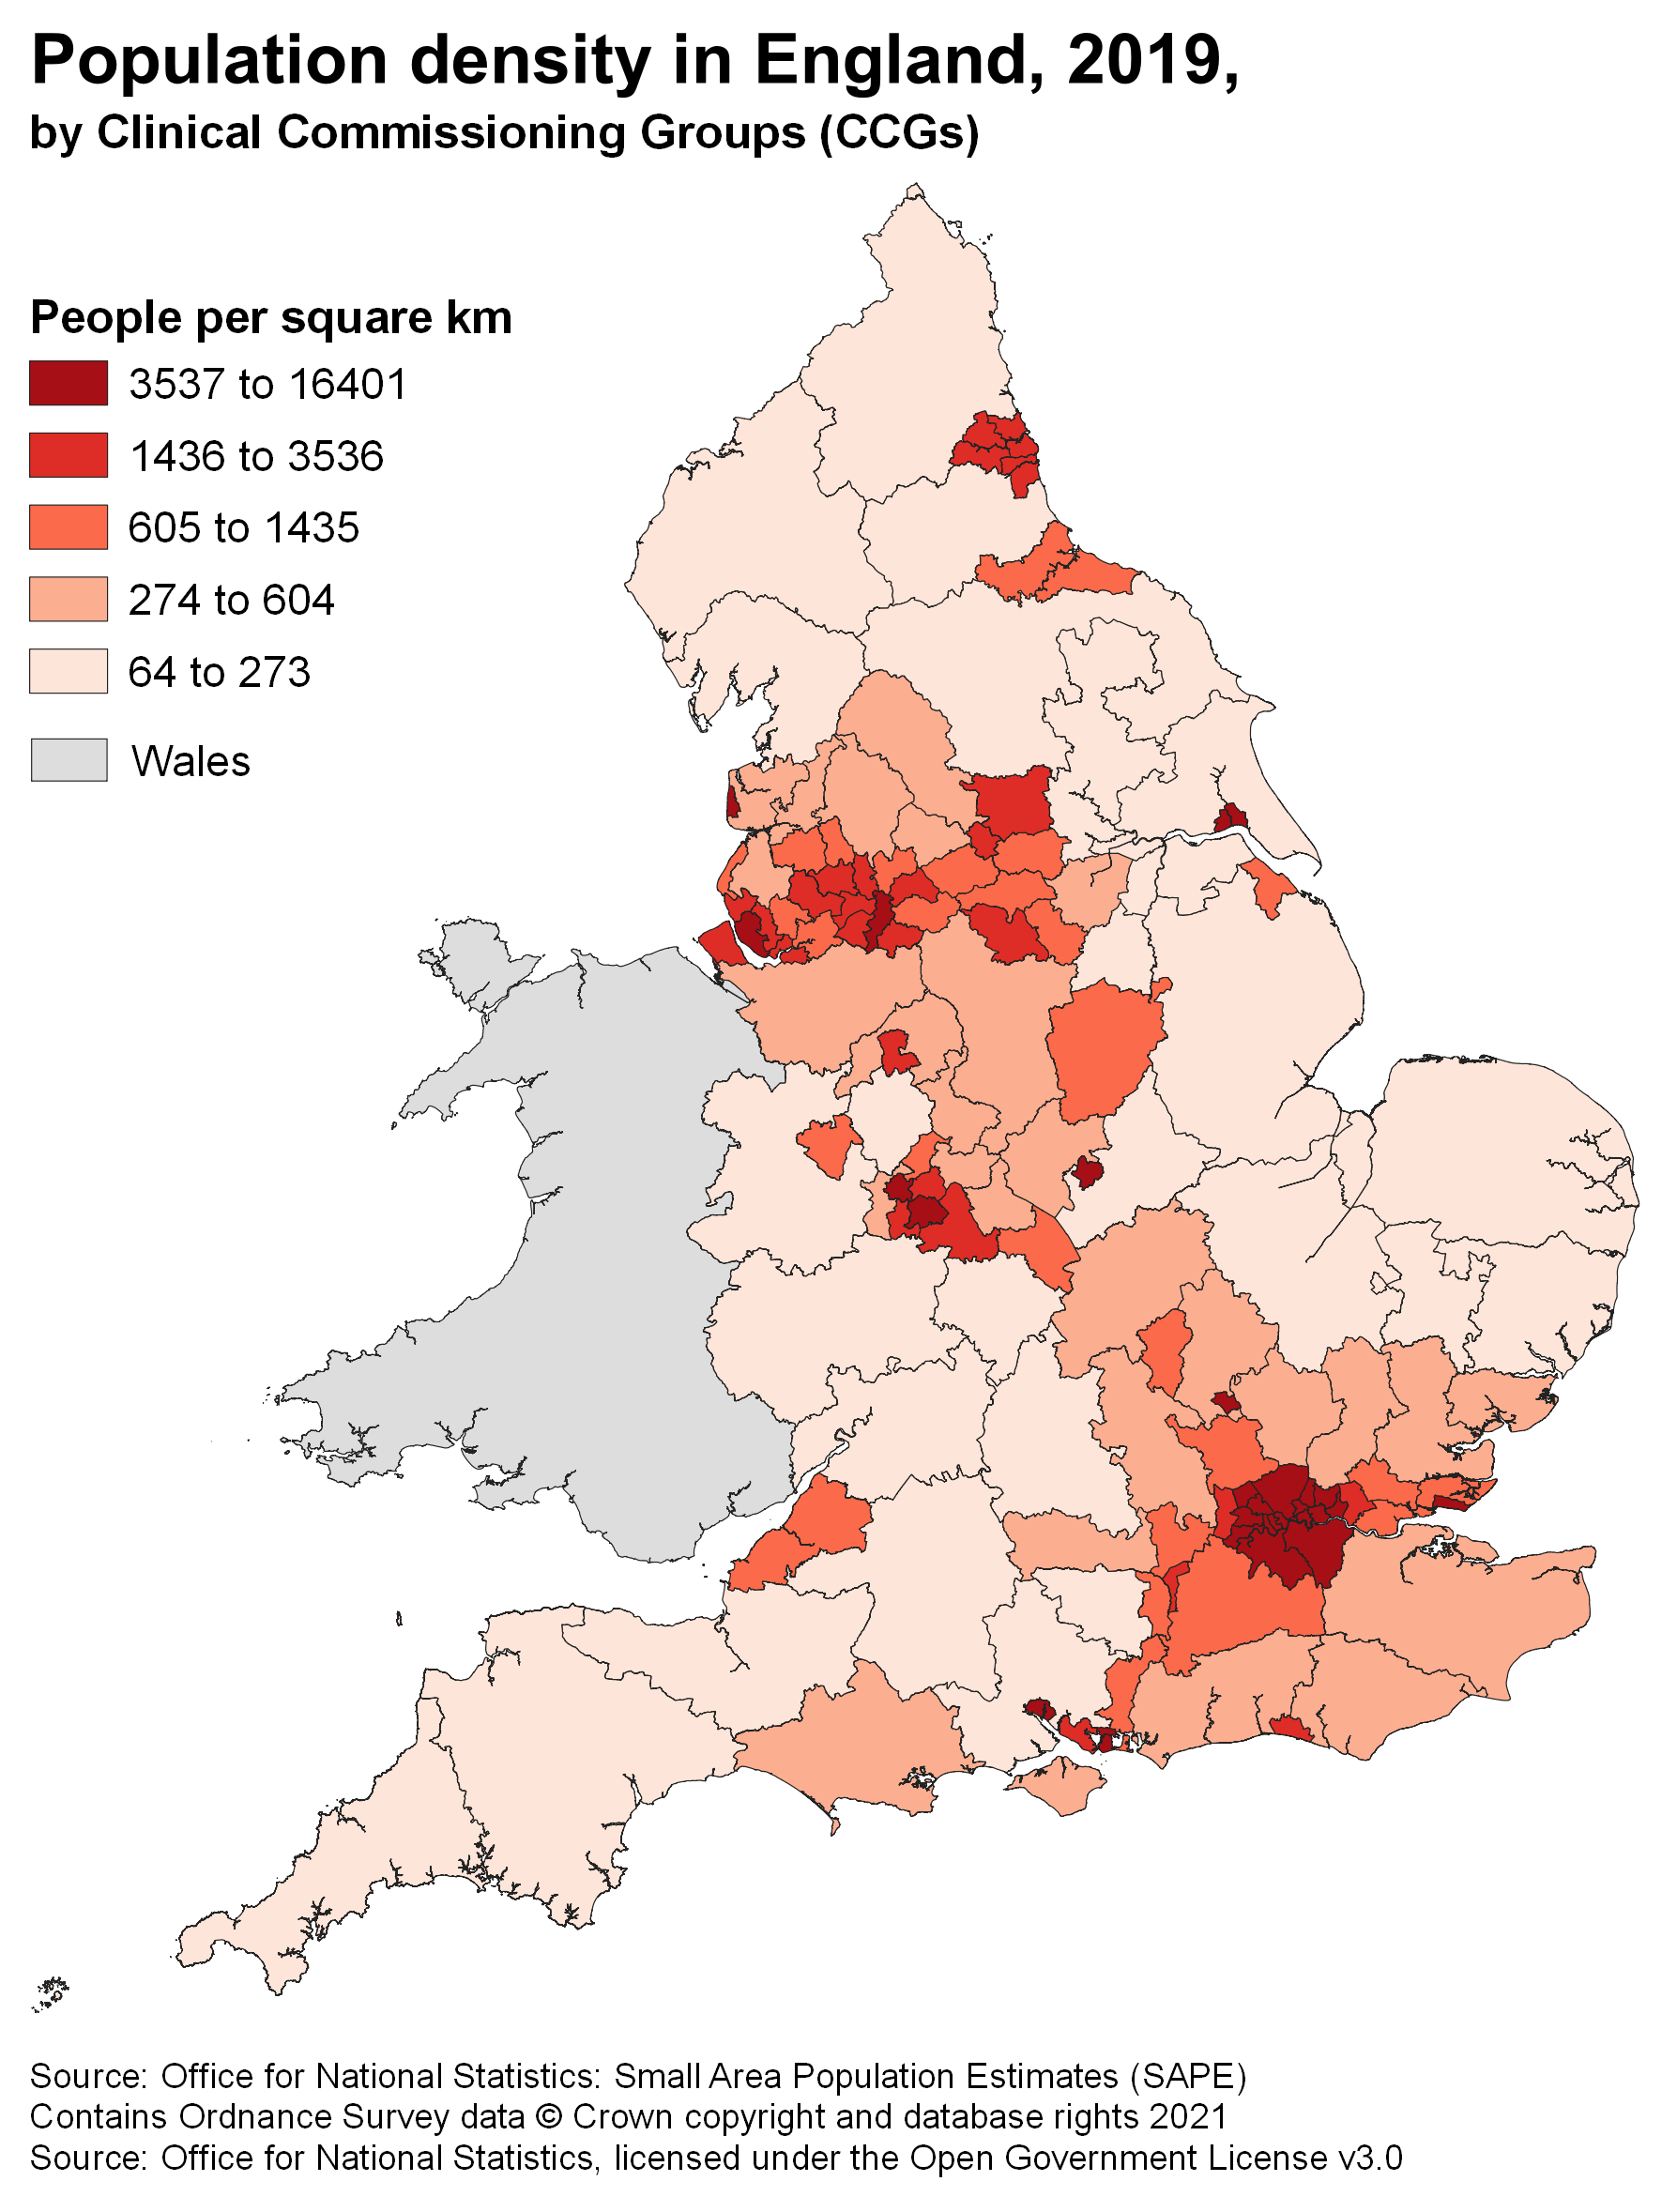 Population density in England, 2019,
by Clinical Commissioning Groups (CCGs)
People per square km
3537 to 16401
1436 to 3536
605 to 1435
274 to 604
64 to 273
Wales
Source: Office for National Statistics: Small Area Population Estimates (SAPE)
Contains Ordnance Survey data © Crown copyright and database rights 2021
Source: Office for National Statistics, licensed under the Open Government License v3.0